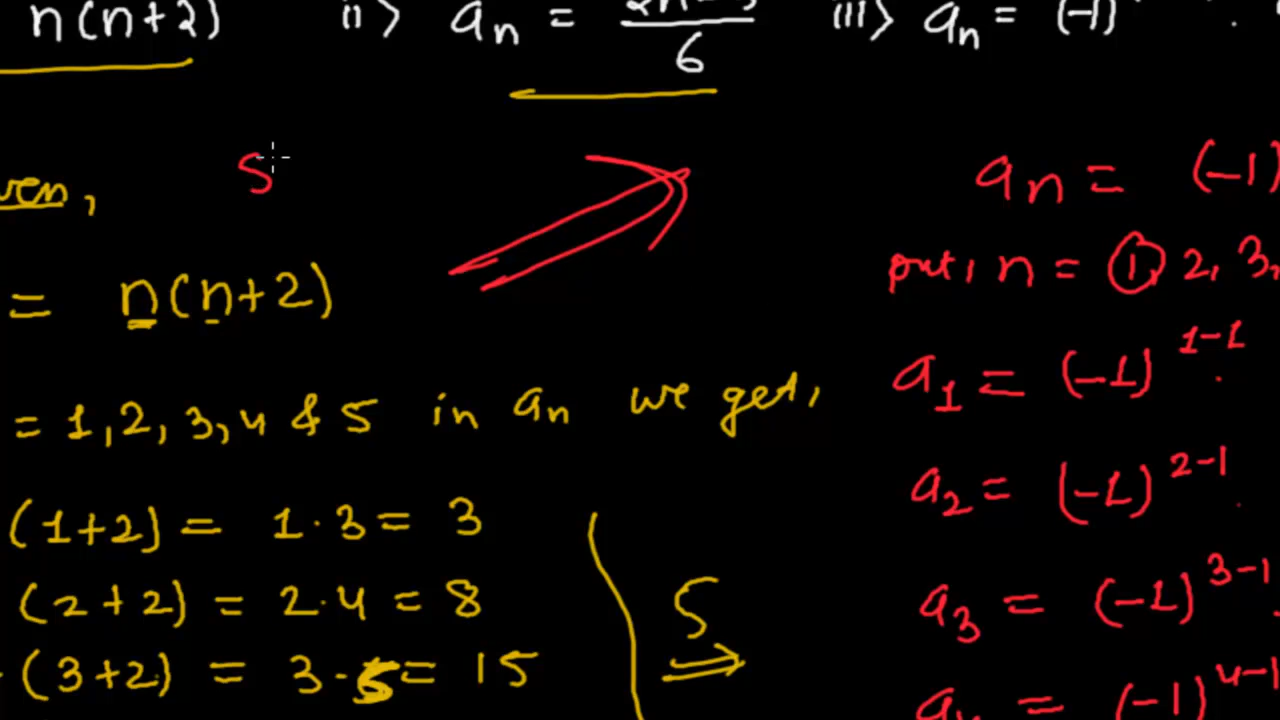 n(n+2) ii> an = 6 iii> an = (-1)
S
ven,
= n(n+2)
= 1, 2, 3, 4 & 5 in an we get,
(1+2) = 1·3 = 3
(2+2) = 2·4 = 8
(3+2) = 3·5 = 15
5
an = (-1)
put, n = 1, 2, 3,
a1 = (-1)^1-1
a2 = (-1)^2-1
a3 = (-1)^3-1
= (-1)^4-1